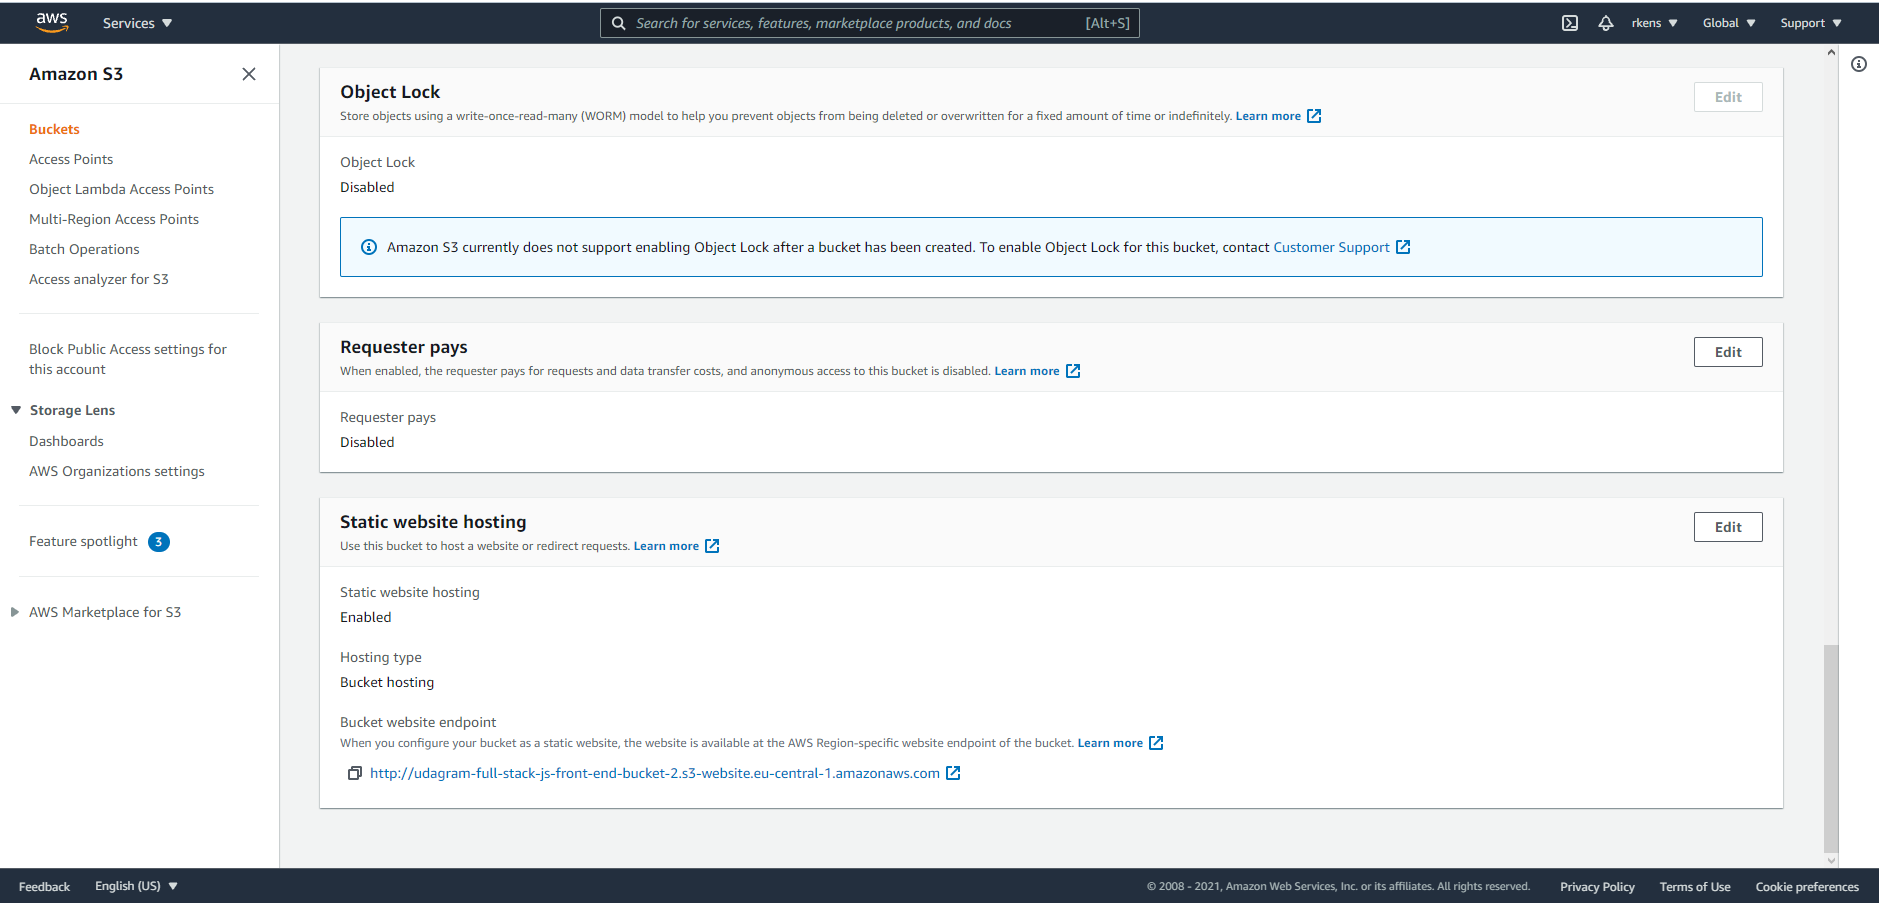 aws
Services
Search for services, features, marketplace products, and docs [Alt+S]
rkens
Global
Support
Amazon S3
Buckets
Access Points
Object Lambda Access Points
Multi-Region Access Points
Batch Operations
Access analyzer for S3
Block Public Access settings for
this account
Storage Lens
Dashboards
AWS Organizations settings
Feature spotlight 3
AWS Marketplace for S3
Object Lock
Edit
Store objects using a write-once-read-many (WORM) model to help you prevent objects from being deleted or overwritten for a fixed amount of time or indefinitely. Learn more
Object Lock
Disabled
Amazon S3 currently does not support enabling Object Lock after a bucket has been created. To enable Object Lock for this bucket, contact Customer Support
Requester pays
Edit
When enabled, the requester pays for requests and data transfer costs, and anonymous access to this bucket is disabled. Learn more
Requester pays
Disabled
Static website hosting
Edit
Use this bucket to host a website or redirect requests. Learn more
Static website hosting
Enabled
Hosting type
Bucket hosting
Bucket website endpoint
When you configure your bucket as a static website, the website is available at the AWS Region-specific website endpoint of the bucket. Learn more
http://udagram-full-stack-js-front-end-bucket-2.s3-website.eu-central-1.amazonaws.com
Feedback
English (US)
© 2008 - 2021, Amazon Web Services, Inc. or its affiliates. All rights reserved.
Privacy Policy
Terms of Use
Cookie preferences